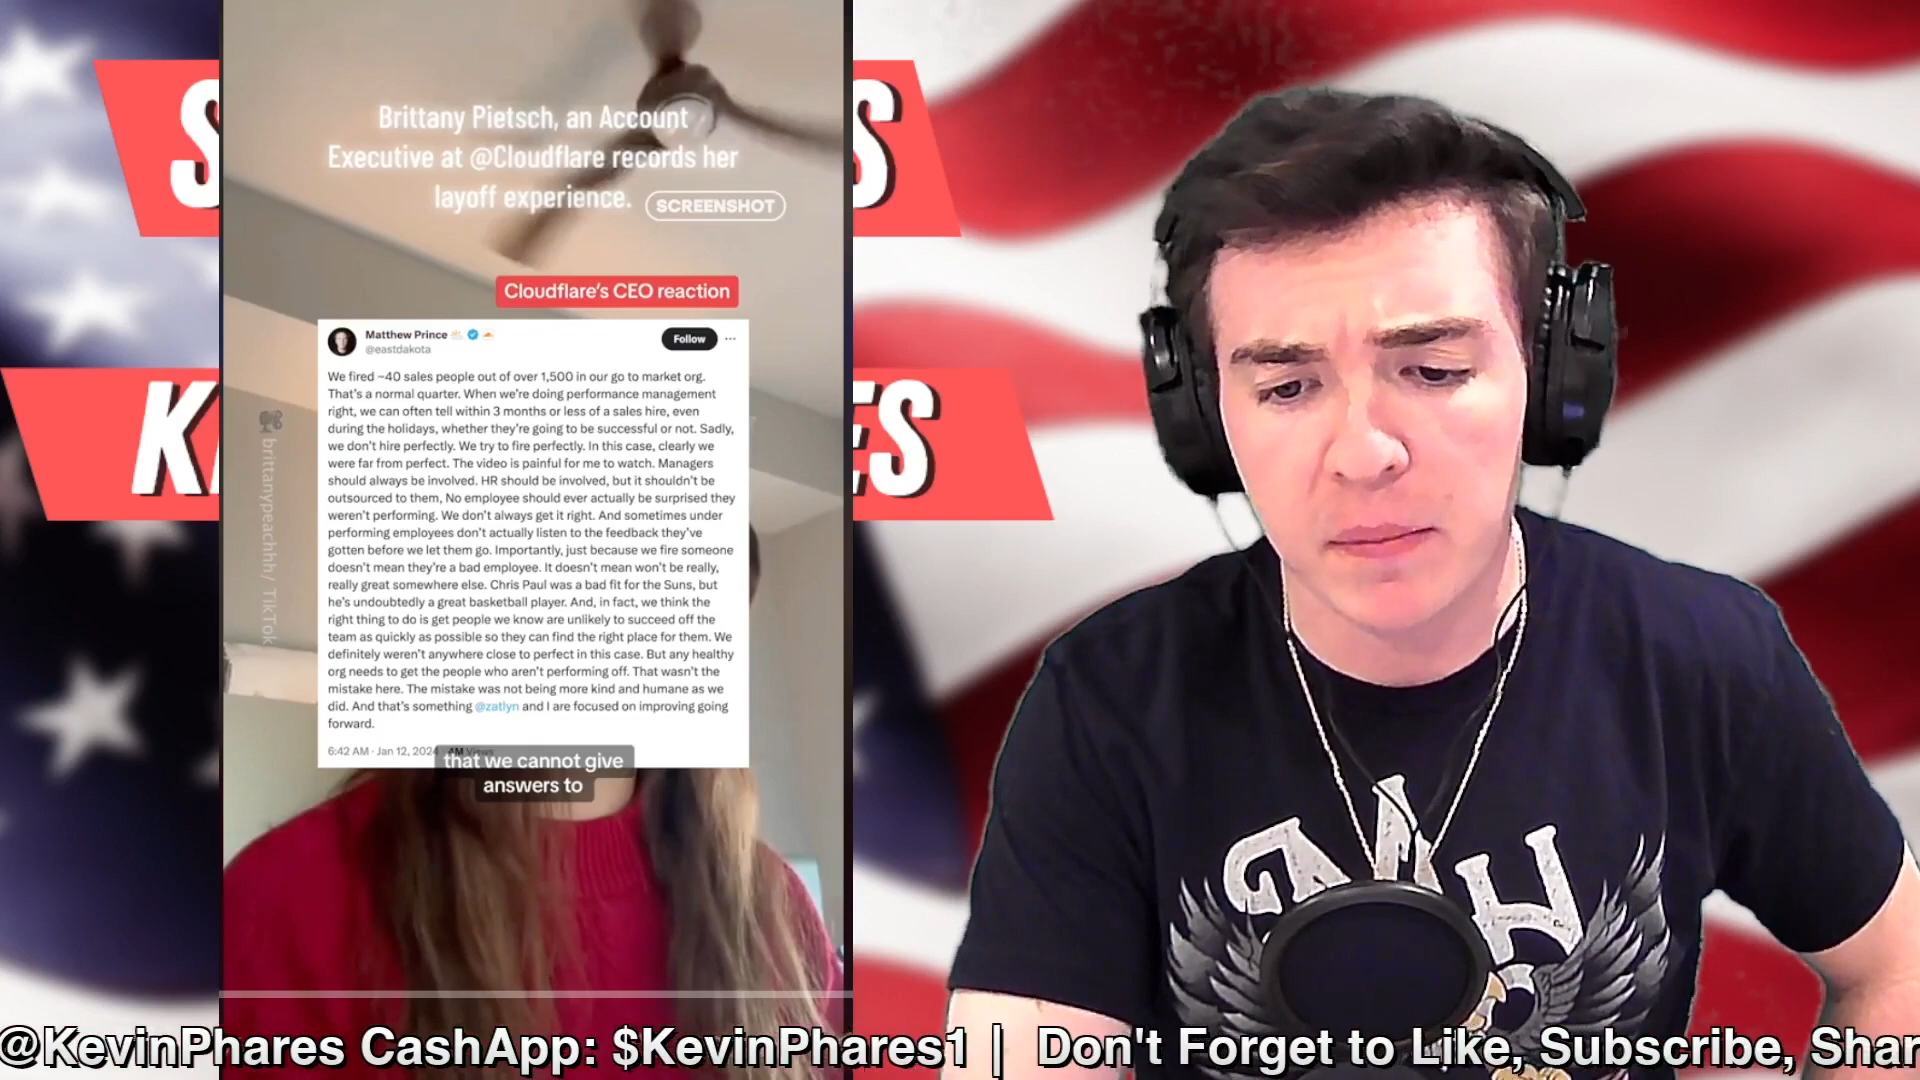 Brittany Pietsch, an Account
Executive at @Cloudflare records her
layoff experience.
SCREENSHOT
Cloudflare's CEO reaction
Matthew Prince
@eastdakota
Follow
We fired ~40 sales people out of over 1,500 in our go to market org.
That's a normal quarter. When we're doing performance management
right, we can often tell within 3 months or less of a sales hire, even
during the holidays, whether they're going to be successful or not. Sadly,
we don't hire perfectly. We try to fire perfectly. In this case, clearly we
were far from perfect. The video is painful for me to watch. Managers
should always be involved. HR should be involved, but it shouldn't be
outsourced to them, No employee should ever actually be surprised they
weren't performing. We don't always get it right. And sometimes under
performing employees don't actually listen to the feedback they've
gotten before we let them go. Importantly, just because we fire someone
doesn't mean they're a bad employee. It doesn't mean won't be really,
really great somewhere else. Chris Paul was a bad fit for the Suns, but
he's undoubtedly a great basketball player. And, in fact, we think the
right thing to do is get people we know are unlikely to succeed off the
team as quickly as possible so they can find the right place for them. We
definitely weren't anywhere close to perfect in this case. But any healthy
org needs to get the people who aren't performing off. That wasn't the
mistake here. The mistake was not being more kind and humane as we
did. And that's something @zatlyn and I are focused on improving going
forward.
6:42 AM · Jan 12, 2024 4M Views
that we cannot give
answers to
brittanypeachhh/ TikTok
S
S
K
ES
@KevinPhares CashApp: $KevinPhares1 | Don't Forget to Like, Subscribe, Shar